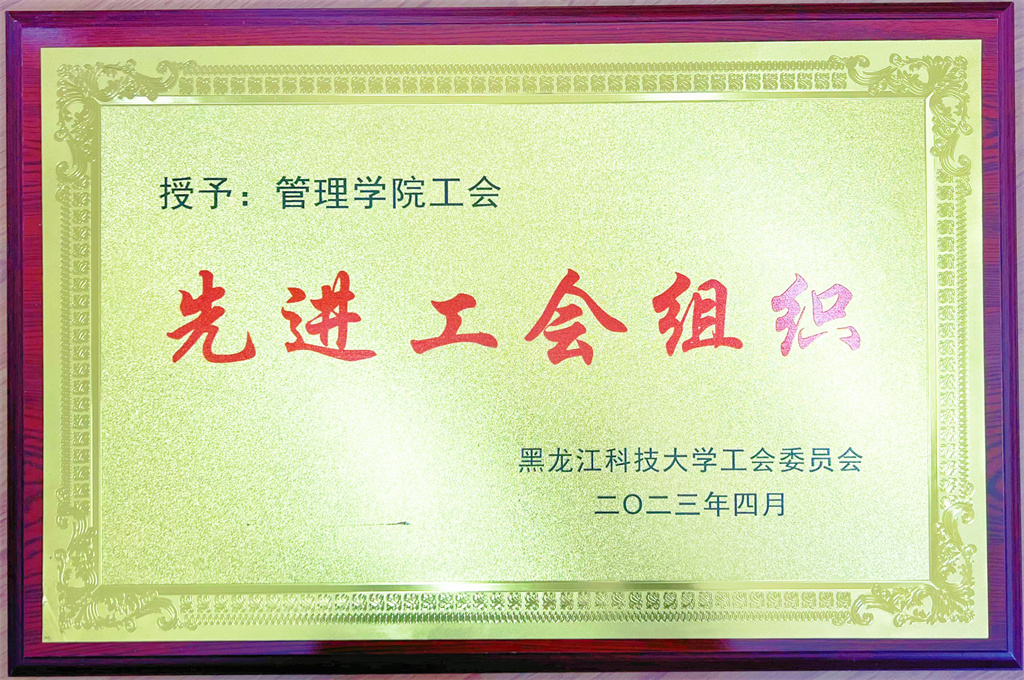 授予：管理学院工会
先进工会组织
黑龙江科技大学工会委员会
二〇二三年四月